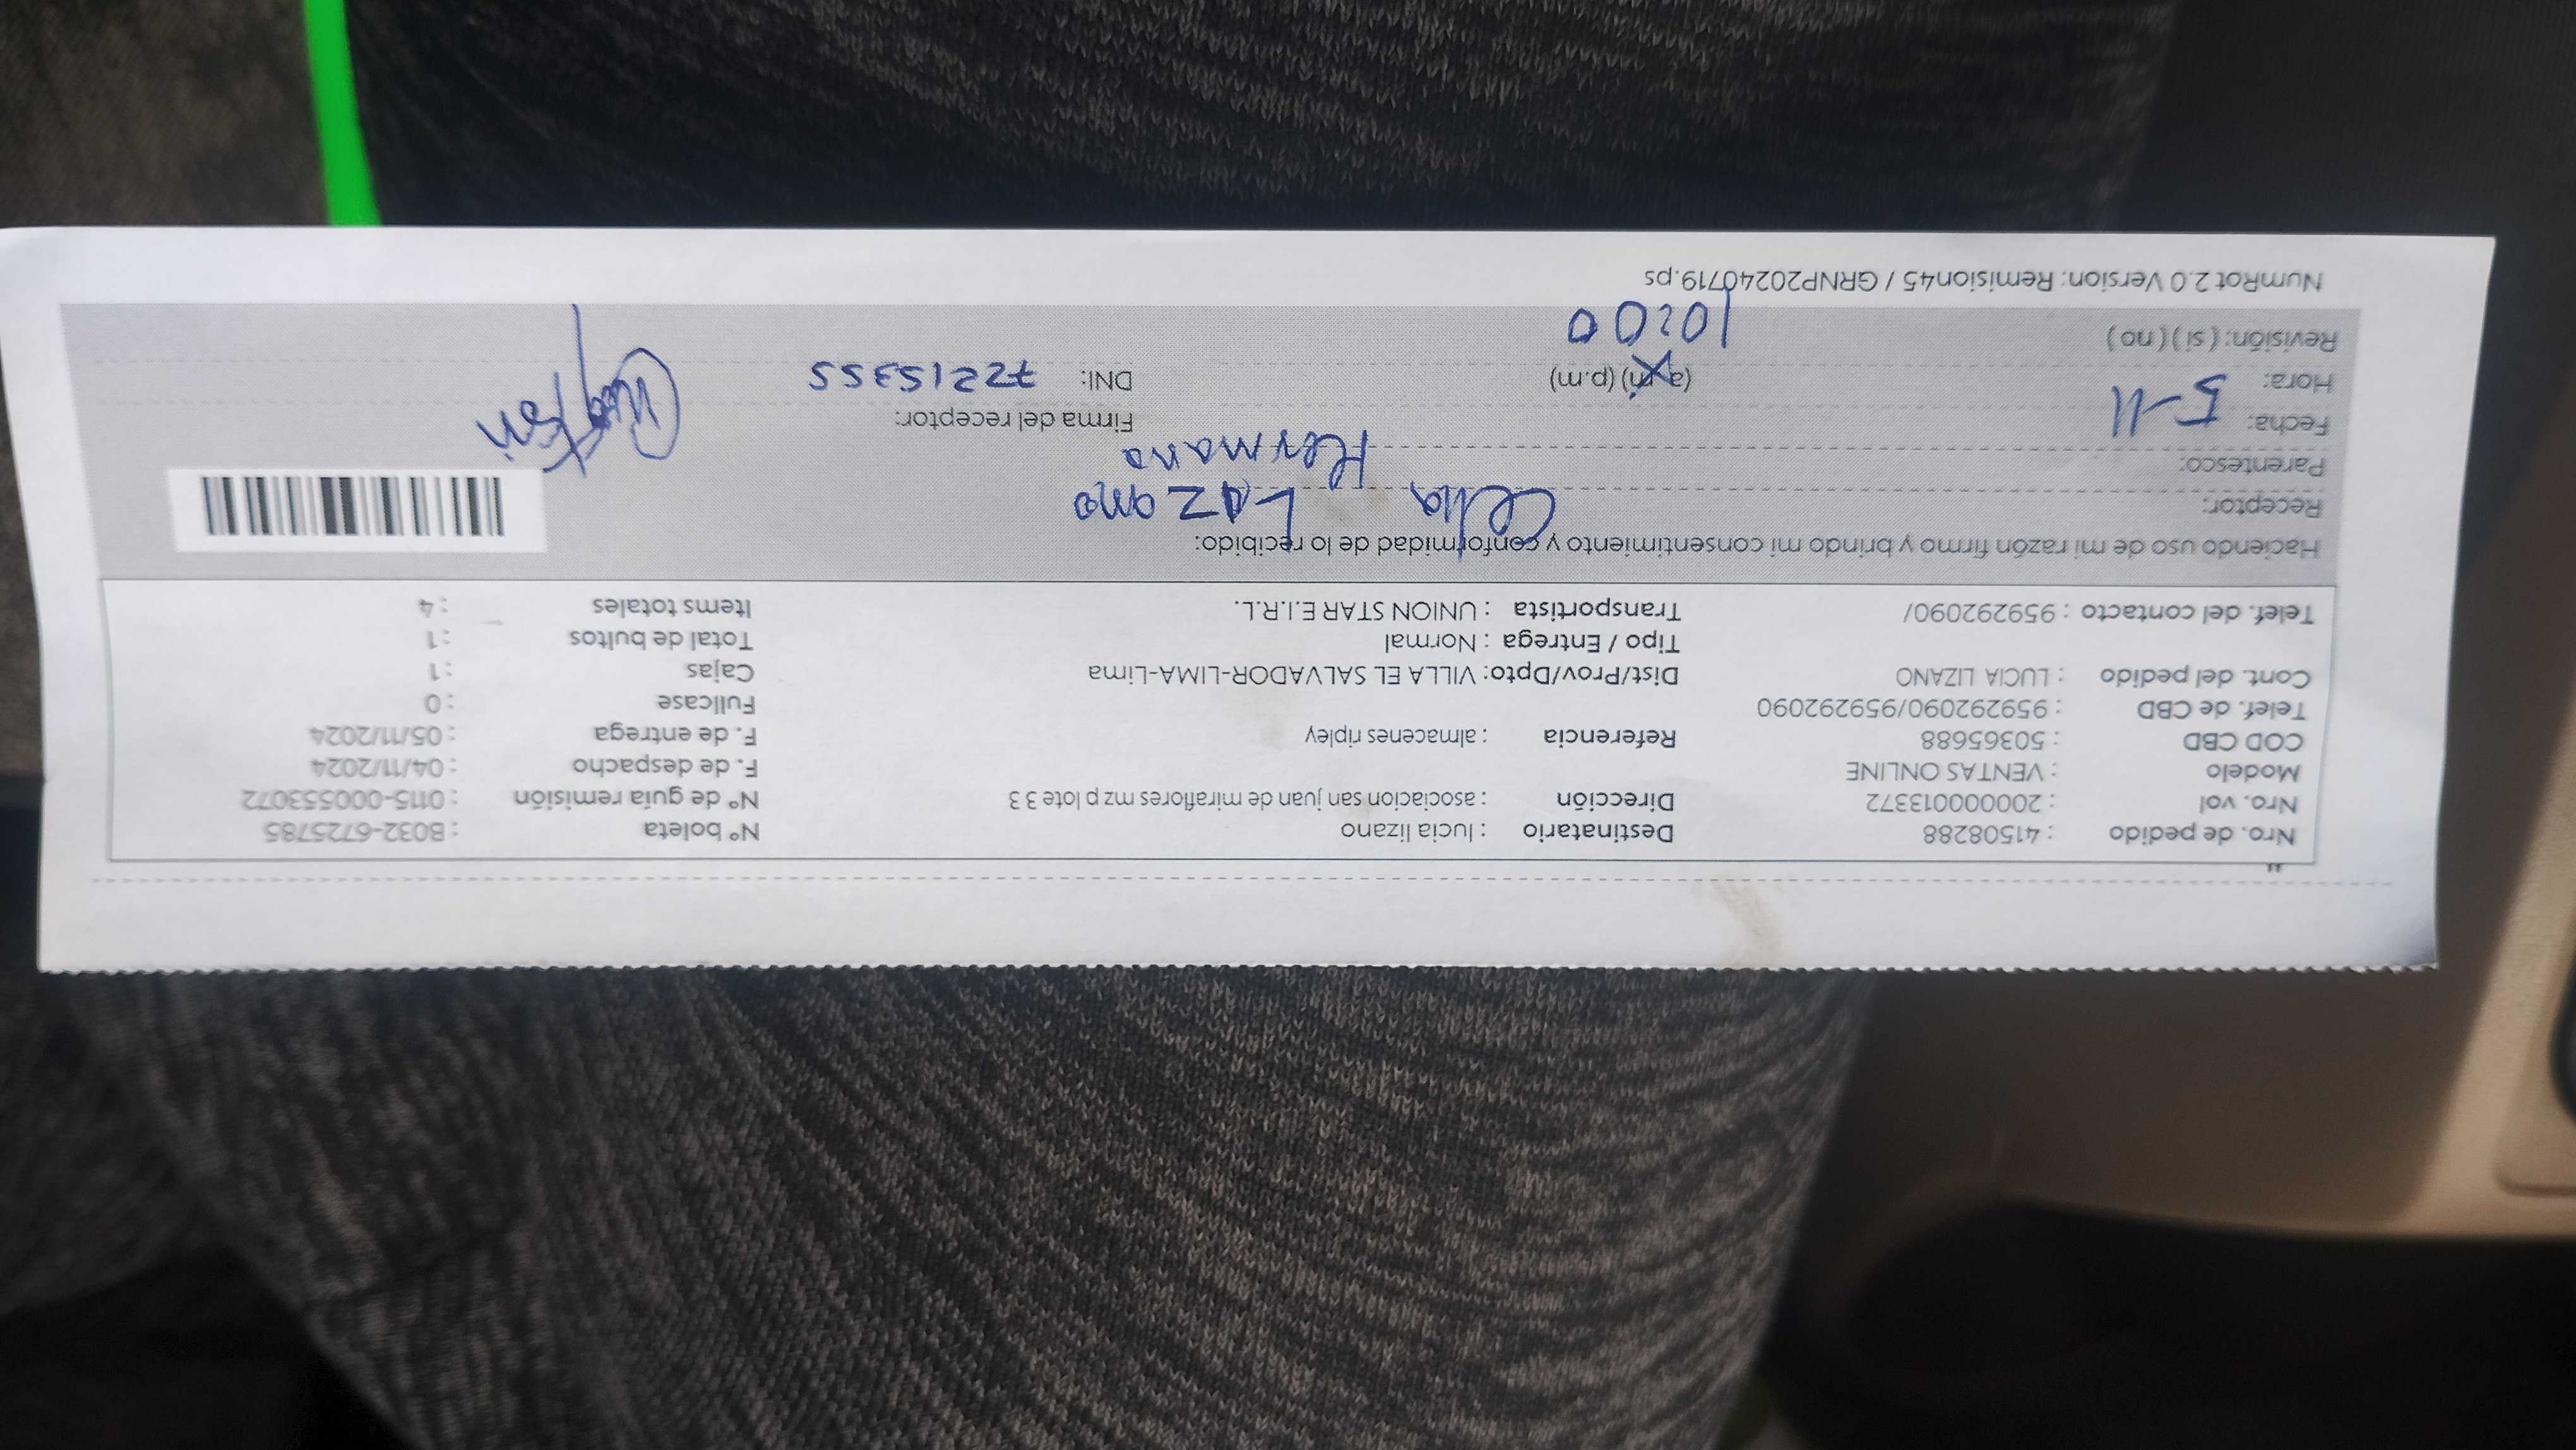 Nro. de pedido : 41508288 Destinatario : lucia lizano Nº boleta : B032-6725785
Nro. vol : 20000013372 Dirección : asociacion san juan de miraflores mz p lote 3 3 Nº de guía remisión : 0115-000553072
Modelo : VENTAS ONLINE F. de despacho : 04/11/2024
COD CBD : 50365688 Referencia : almacenes ripley F. de entrega : 05/11/2024
Telef. de CBD : 959292090/959292090 Fullcase : 0
Cont. del pedido : LUCIA LIZANO Dist/Prov/Dpto: VILLA EL SALVADOR-LIMA-Lima Cajas : 1
Tipo / Entrega : Normal Total de bultos : 1
Telef. del contacto : 959292090/ Transportista : UNION STAR E.I.R.L. Items totales : 4
Haciendo uso de mi razón firmo y brindo mi consentimiento y conformidad de lo recibido:
Receptor: Celia Lozano
Parentesco: Hermana
Fecha: 5-11 Firma del receptor:
Hora: (a.m) (p.m) DNI: 72215355
Revisión: ( si ) ( no ) 10:00
NumRot 2.0 Version: Remision45 / GRNP20240719.ps